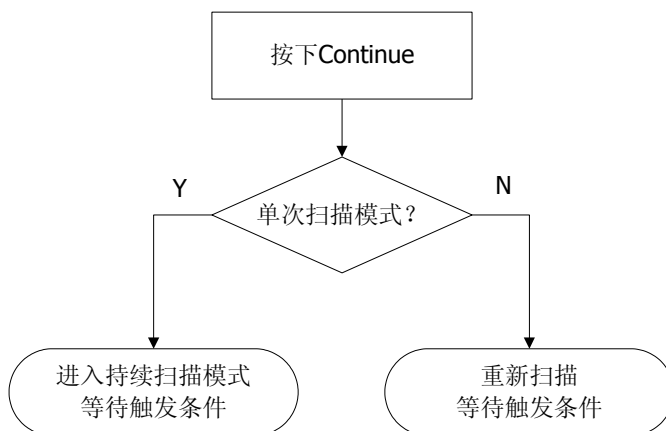 按下Continue
Y
N
单次扫描模式？
进入持续扫描模式
等待触发条件
重新扫描
等待触发条件